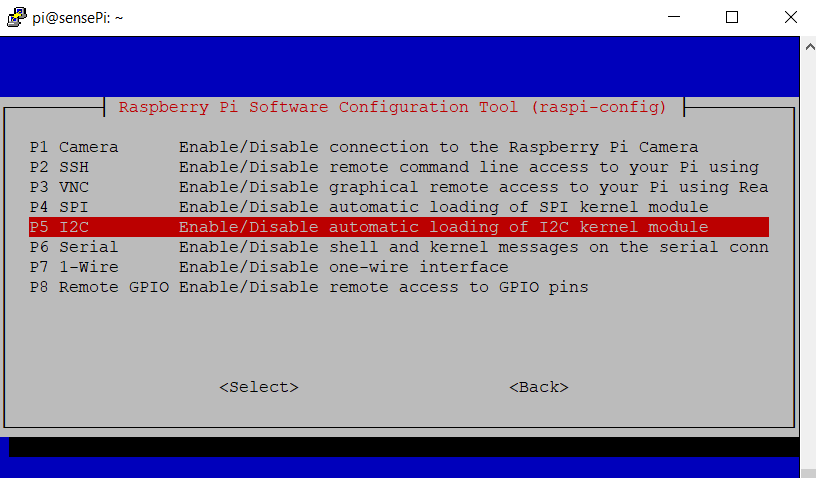 pi@sensePi: ~
Raspberry Pi Software Configuration Tool (raspi-config)
P1 Camera Enable/Disable connection to the Raspberry Pi Camera
P2 SSH Enable/Disable remote command line access to your Pi using
P3 VNC Enable/Disable graphical remote access to your Pi using Rea
P4 SPI Enable/Disable automatic loading of SPI kernel module
P5 I2C Enable/Disable automatic loading of I2C kernel module
P6 Serial Enable/Disable shell and kernel messages on the serial conn
P7 1-Wire Enable/Disable one-wire interface
P8 Remote GPIO Enable/Disable remote access to GPIO pins
<Select> <Back>